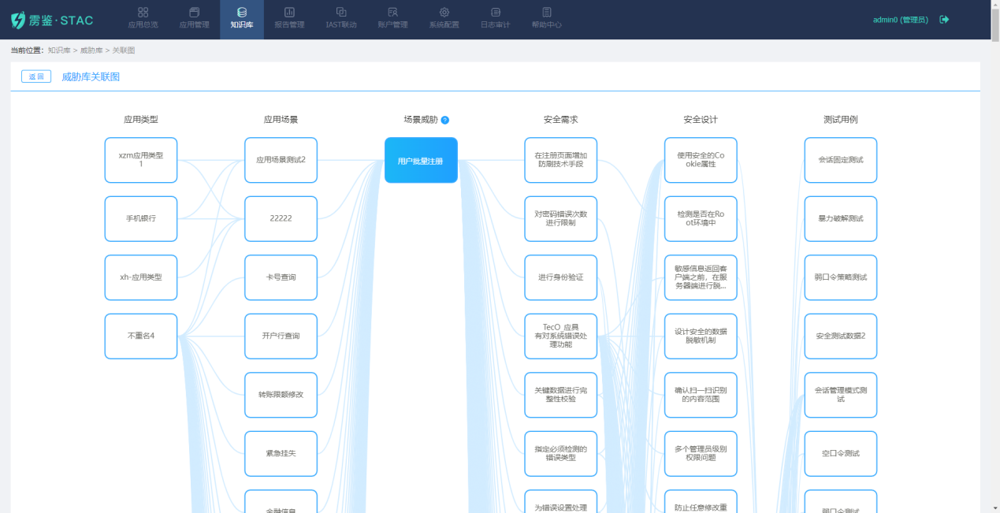 雳鉴·STAC
应用总览
应用管理
知识库
报告管理
IAST联动
账户管理
系统配置
日志审计
帮助中心
admin0 (管理员)
当前位置：知识库 > 威胁库 > 关联图
返回
威胁库关联图
应用类型
应用场景
场景威胁 ?
安全需求
安全设计
测试用例
xzm应用类型
1
应用场景测试2
用户批量注册
在注册页面增加
防刷技术手段
使用安全的Co
okie属性
会话固定测试
手机银行
22222
对密码错误次数
进行限制
检测是否在Ro
ot环境中
暴力破解测试
xh-应用类型
卡号查询
进行身份验证
敏感信息返回客
户端之前，在服
务器端进行脱...
弱口令策略测试
不重名4
开户行查询
TecO_应具
有对系统错误处
理功能
设计安全的数据
脱敏机制
安全测试数据2
转账限额修改
关键数据进行完
整性校验
确认扫一扫识别
的内容范围
会话管理模式测
试
紧急挂失
指定必须检测的
错误类型
多个管理员级别
权限问题
空口令测试
金融信息
为错误设置处理
防止任意修改重
弱口令测试